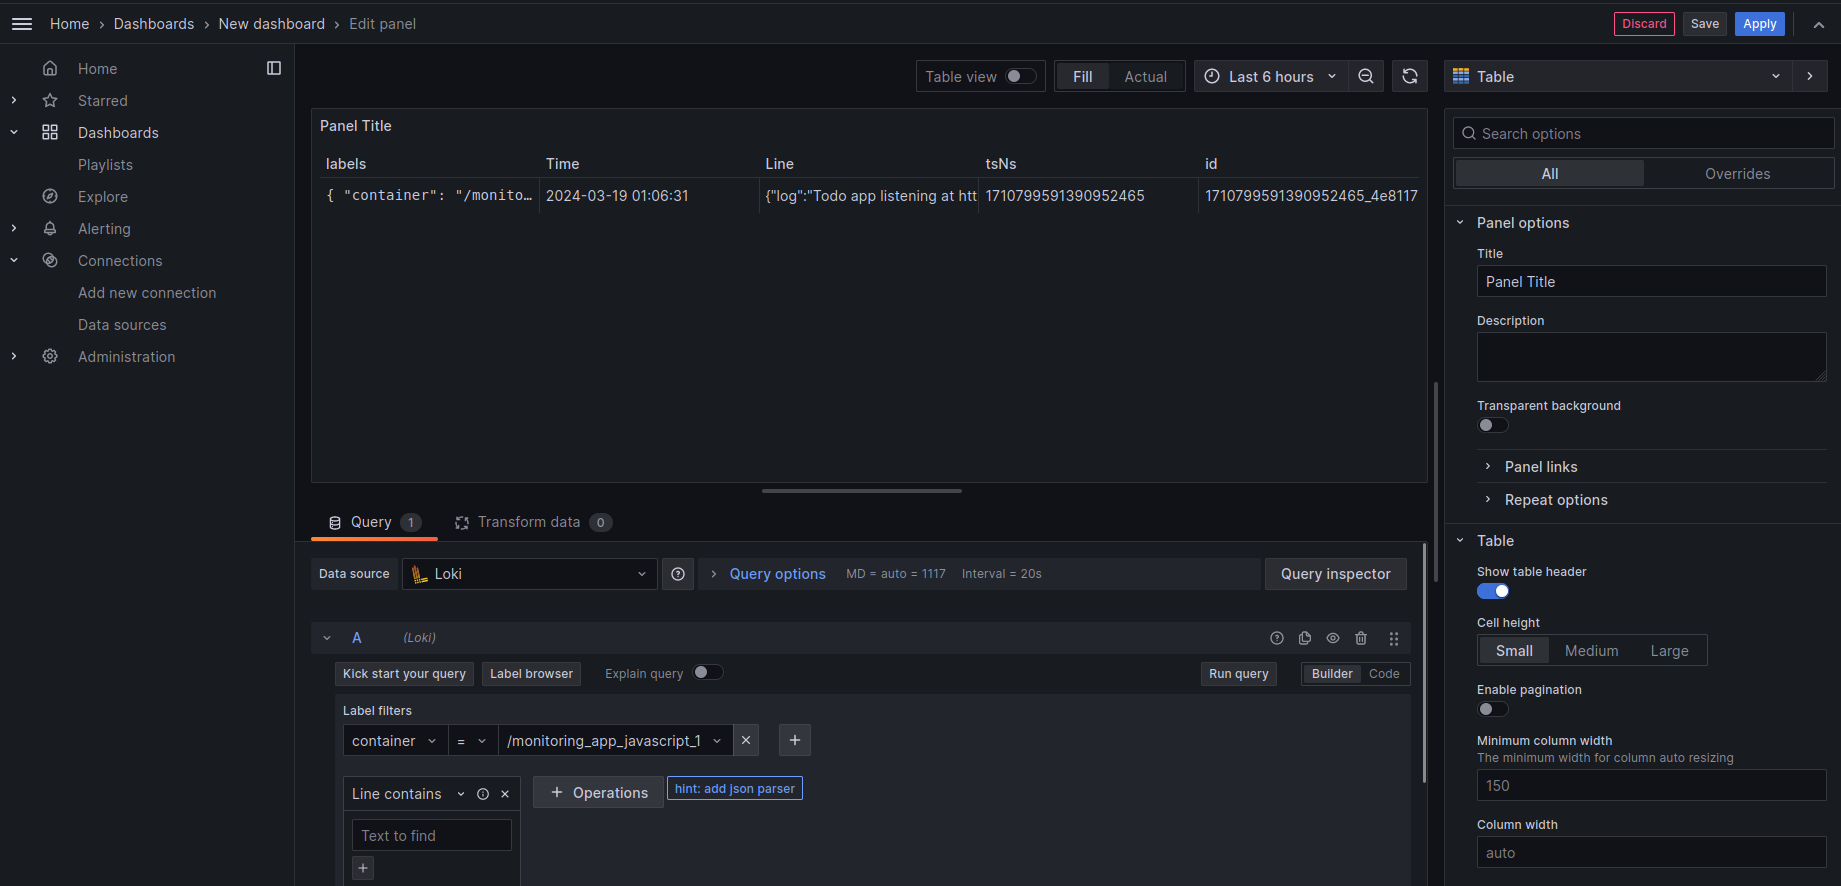 Home › Dashboards › New dashboard › Edit panel
Discard Save Apply
Home
Starred
Dashboards
Playlists
Explore
Alerting
Connections
Add new connection
Data sources
Administration
Table view Fill Actual Last 6 hours
Panel Title
labels Time Line tsNs id
{ "container": "/monito… 2024-03-19 01:06:31 {"log":"Todo app listening at htt 1710799591390952465 1710799591390952465_4e8117
Query 1 Transform data 0
Data source Loki Query options MD = auto = 1117 Interval = 20s Query inspector
A (Loki)
Kick start your query Label browser Explain query Run query Builder Code
Label filters
container = /monitoring_app_javascript_1
Line contains
+ Operations hint: add json parser
Text to find
+
Table
Search options
All Overrides
Panel options
Title
Panel Title
Description
Transparent background
Panel links
Repeat options
Table
Show table header
Cell height
Small Medium Large
Enable pagination
Minimum column width
The minimum width for column auto resizing
150
Column width
auto